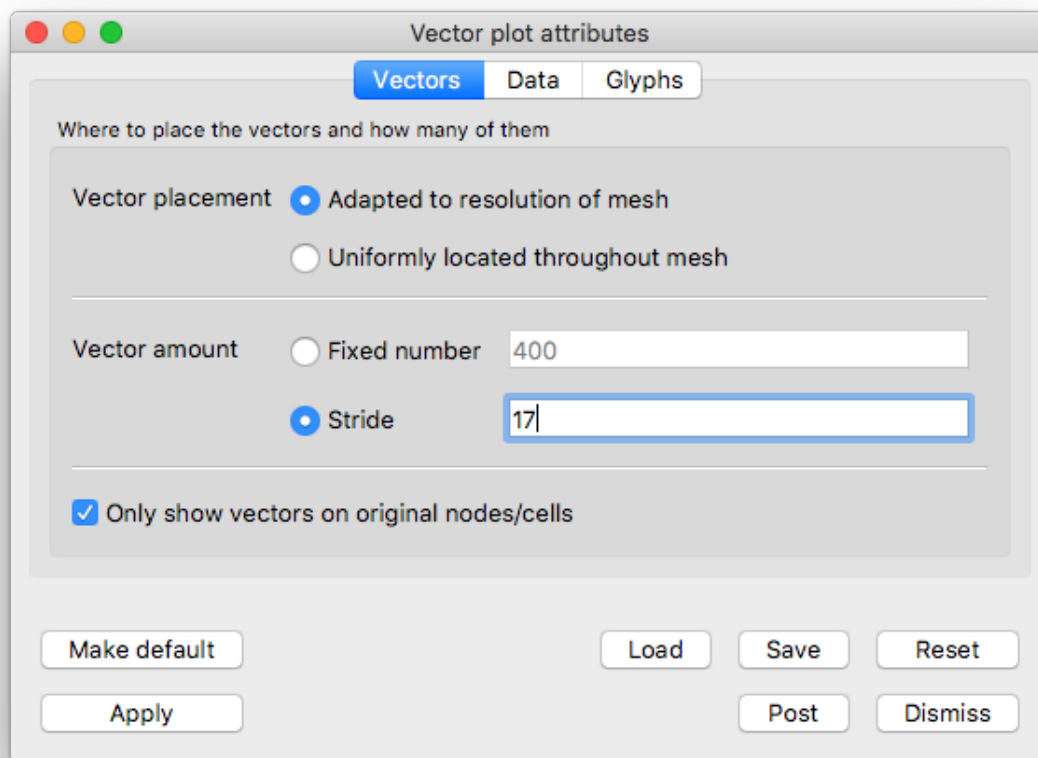 Vector plot attributes
Vectors Data Glyphs
Where to place the vectors and how many of them
Vector placement Adapted to resolution of mesh
Uniformly located throughout mesh
Vector amount Fixed number 400
Stride 17
Only show vectors on original nodes/cells
Make default Load Save Reset
Apply Post Dismiss